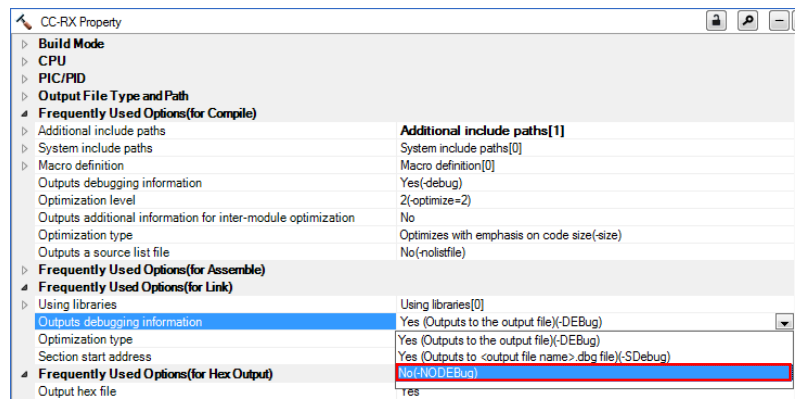 CC-RX Property
Build Mode
CPU
PIC/PID
Output File Type and Path
Frequently Used Options(for Compile)
Additional include paths Additional include paths[1]
System include paths System include paths[0]
Macro definition Macro definition[0]
Outputs debugging information Yes(-debug)
Optimization level 2(-optimize=2)
Outputs additional information for inter-module optimization No
Optimization type Optimizes with emphasis on code size(-size)
Outputs a source list file No(-nolistfile)
Frequently Used Options(for Assemble)
Frequently Used Options(for Link)
Using libraries Using libraries[0]
Outputs debugging information Yes (Outputs to the output file)(-DEBug)
Optimization type Yes (Outputs to the output file)(-DEBug)
Section start address Yes (Outputs to <output file name>.dbg file)(-SDebug)
Frequently Used Options(for Hex Output) No(-NODEBug)
Output hex file Yes